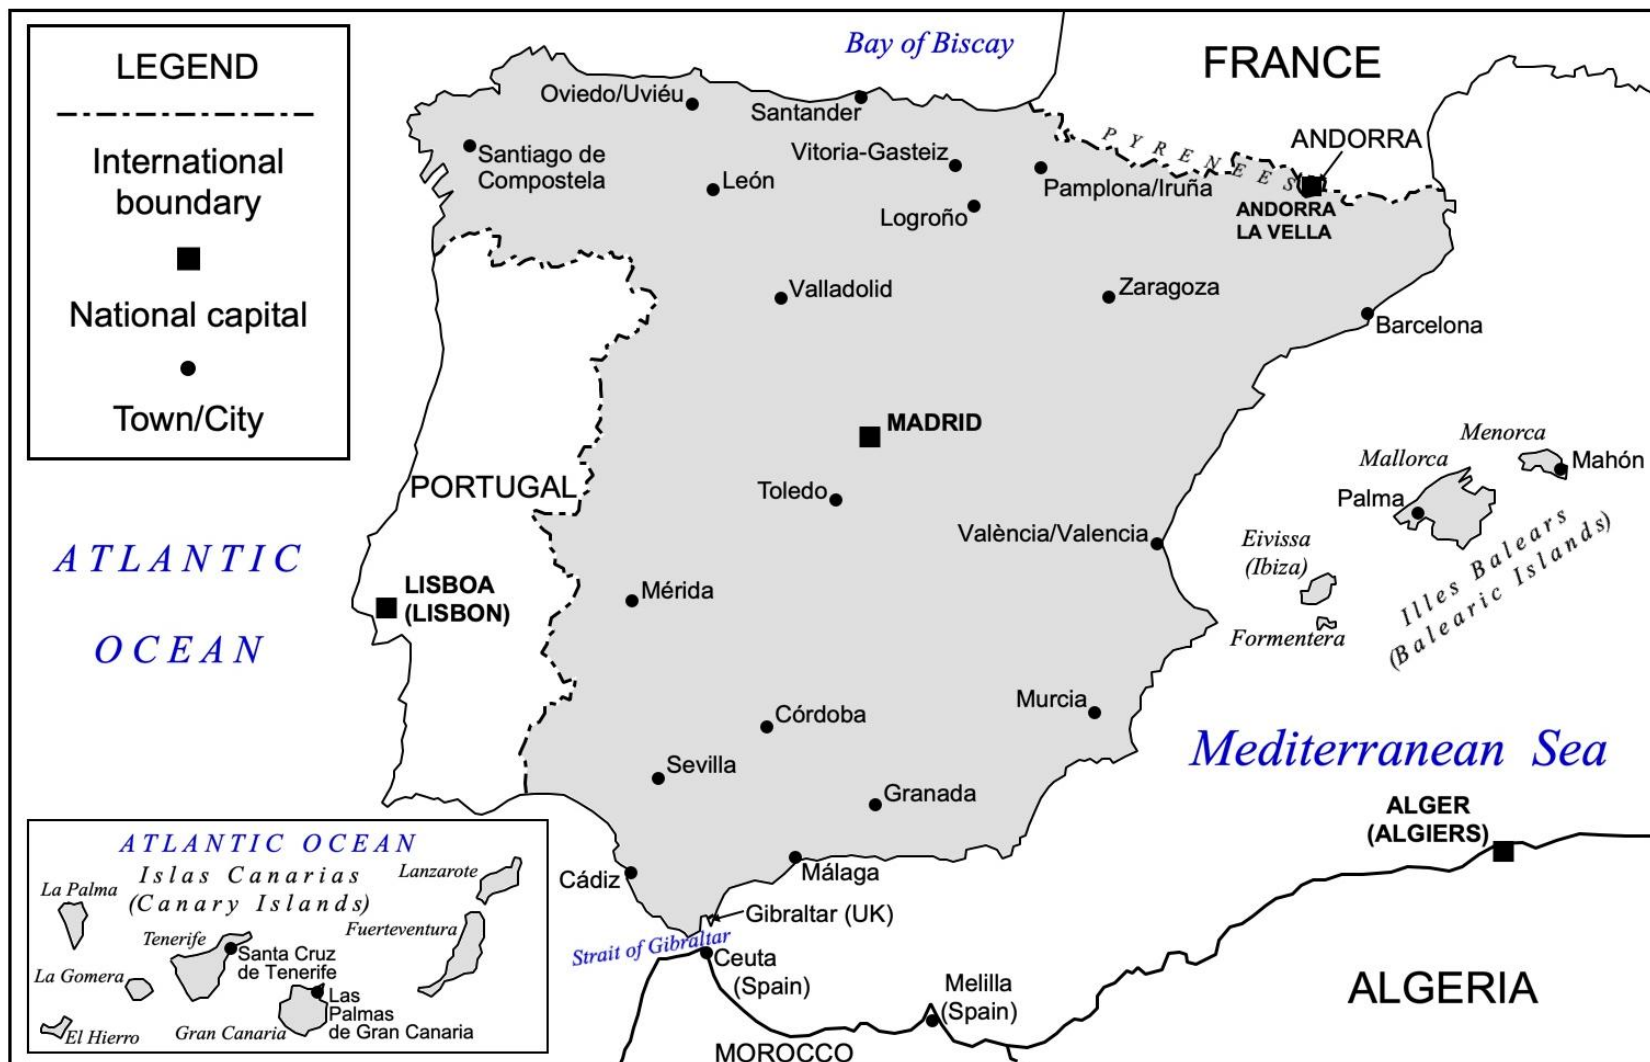 LEGEND
International
boundary
National capital
Town/City
Bay of Biscay
FRANCE
Oviedo/Uviéu
Santander
PYRENEES
ANDORRA
Santiago de
Compostela
León
Vitoria-Gasteiz
Pamplona/Iruña
Logroño
ANDORRA
LA VELLA
Valladolid
Zaragoza
Barcelona
MADRID
PORTUGAL
Toledo
Menorca
Mahón
Mallorca
Palma
València/Valencia
Eivissa
(Ibiza)
Formentera
Illes Balears
(Balearic Islands)
ATLANTIC
OCEAN
LISBOA
(LISBON)
Mérida
Córdoba
Murcia
Sevilla
Granada
Mediterranean Sea
ALGER
(ALGIERS)
Cádiz
Málaga
Gibraltar (UK)
Strait of Gibraltar
Ceuta
(Spain)
Melilla
(Spain)
ALGERIA
MOROCCO
ATLANTIC OCEAN
Islas Canarias
(Canary Islands)
Lanzarote
La Palma
Fuerteventura
Tenerife
Santa Cruz
de Tenerife
La Gomera
Las
Palmas
de Gran Canaria
Gran Canaria
El Hierro